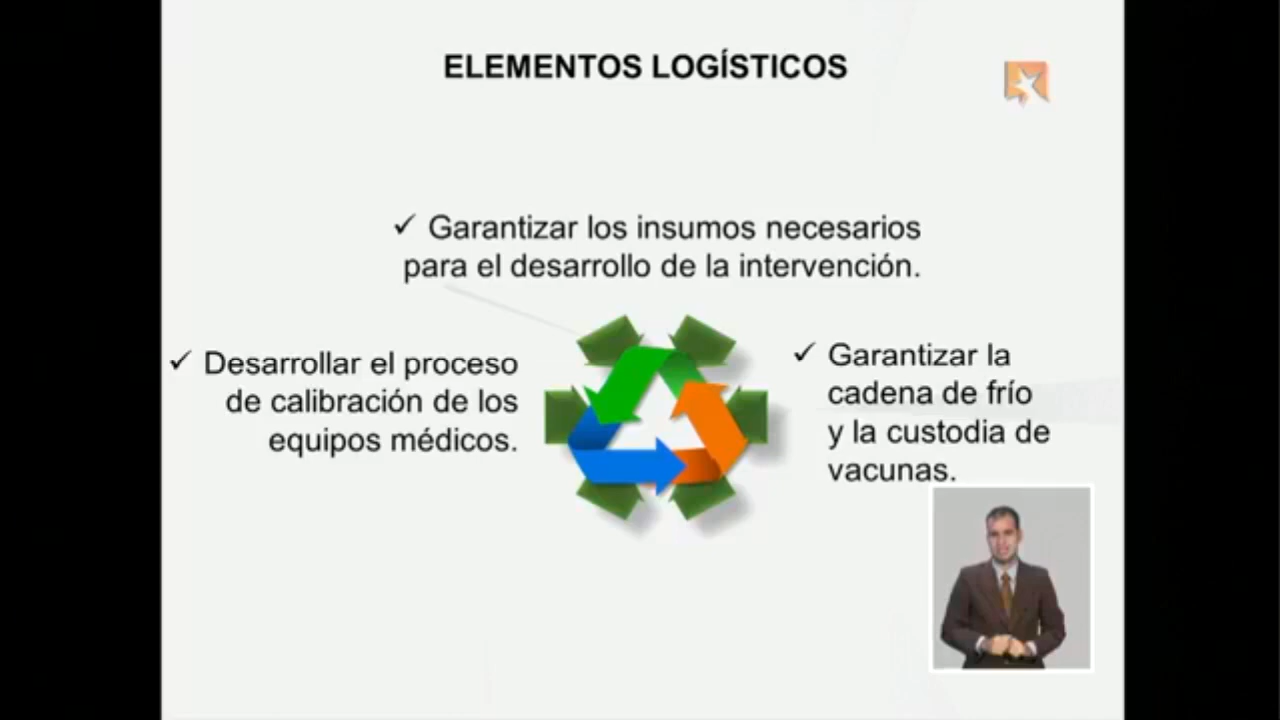 ELEMENTOS LOGÍSTICOS
✓ Garantizar los insumos necesarios
para el desarrollo de la intervención.
✓ Desarrollar el proceso
de calibración de los
equipos médicos.
✓ Garantizar la
cadena de frío
y la custodia de
vacunas.